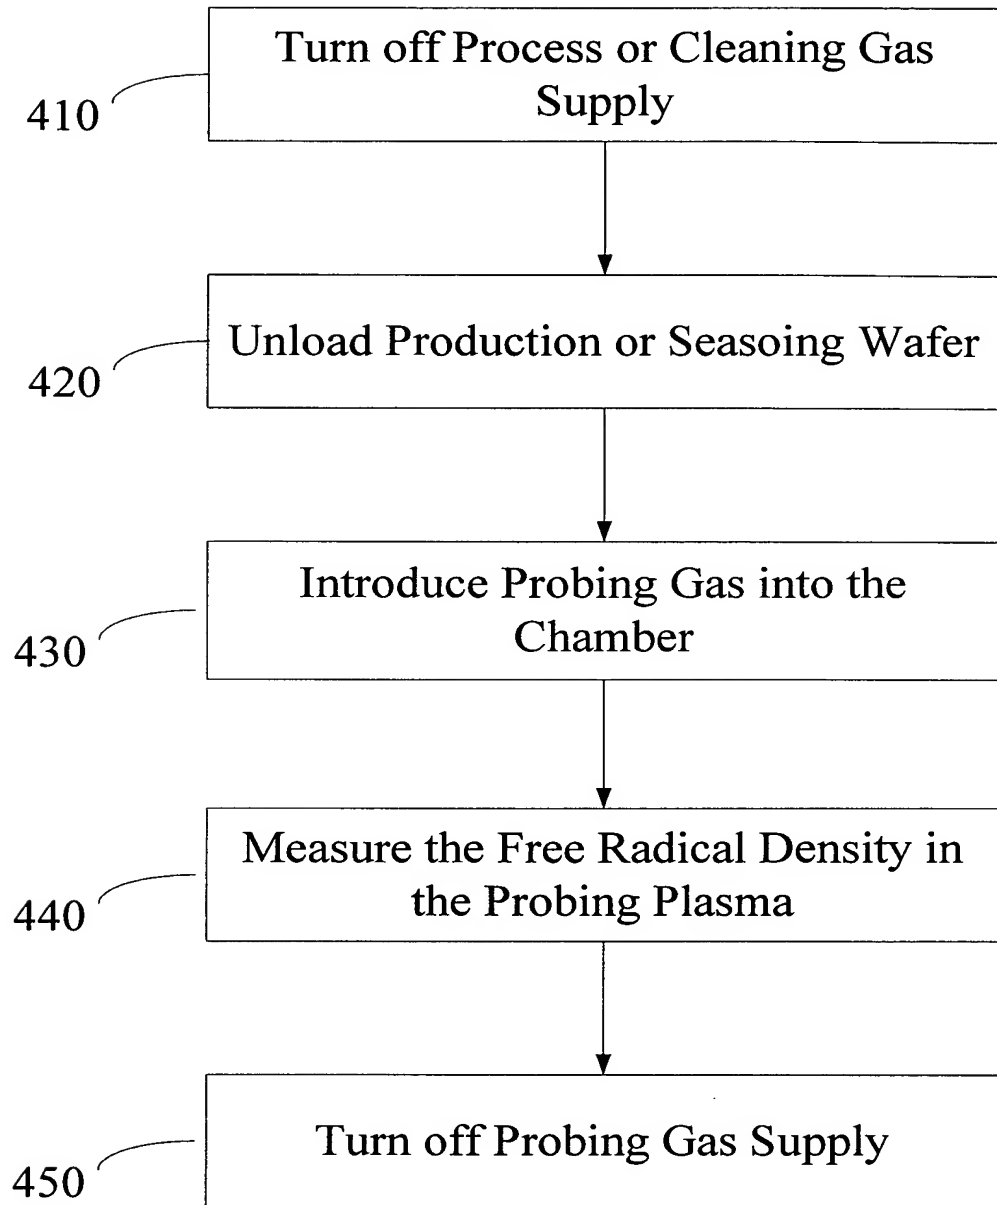 Turn off Process or Cleaning Gas
Supply
410
Unload Production or Seasoing Wafer
420
Introduce Probing Gas into the
Chamber
430
Measure the Free Radical Density in
the Probing Plasma
440
Turn off Probing Gas Supply
450